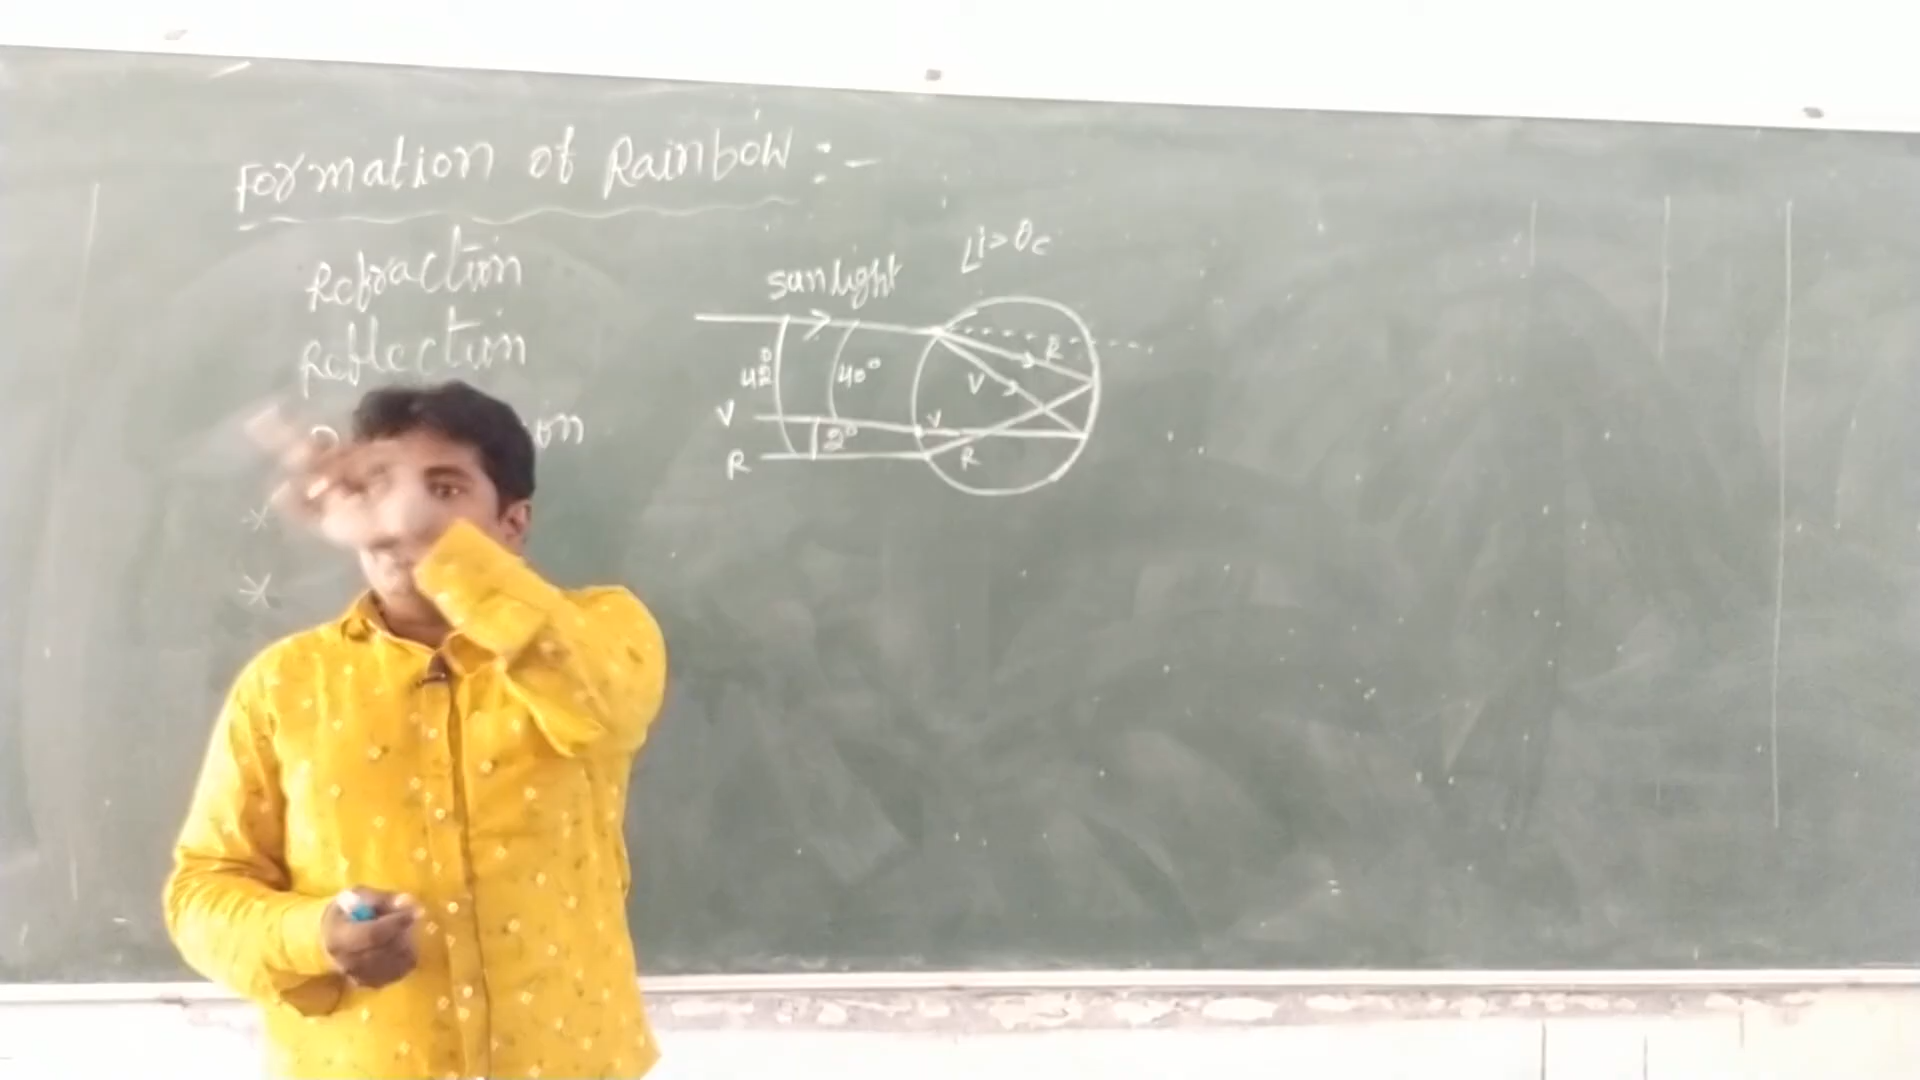 Formation of Rainbow :-
Refraction
Reflection
*
*
sunlight
∠i>θc
42°
40°
R
V
V
V
2°
R
R